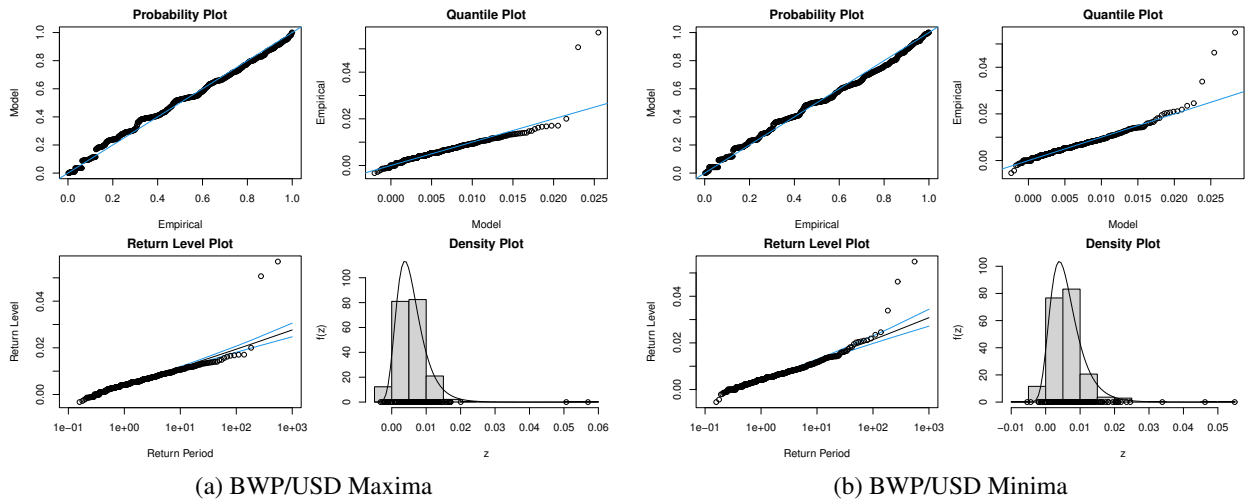 Probability Plot
Model
0.0 0.2 0.4 0.6 0.8 1.0
0.0 0.2 0.4 0.6 0.8 1.0
Empirical
Quantile Plot
Empirical
0.00 0.02 0.04
0.000 0.005 0.010 0.015 0.020 0.025
Model
Return Level Plot
Return Level
0.00 0.02 0.04
1e−01 1e+00 1e+01 1e+02 1e+03
Return Period
Density Plot
f(z)
0 20 40 60 80 100
0.00 0.01 0.02 0.03 0.04 0.05 0.06
z
(a) BWP/USD Maxima
Probability Plot
Model
0.0 0.2 0.4 0.6 0.8 1.0
0.0 0.2 0.4 0.6 0.8 1.0
Empirical
Quantile Plot
Empirical
0.00 0.02 0.04
0.000 0.005 0.010 0.015 0.020 0.025
Model
Return Level Plot
Return Level
0.00 0.02 0.04
1e−01 1e+00 1e+01 1e+02 1e+03
Return Period
Density Plot
f(z)
0 20 40 60 80 100
−0.01 0.00 0.01 0.02 0.03 0.04 0.05
z
(b) BWP/USD Minima